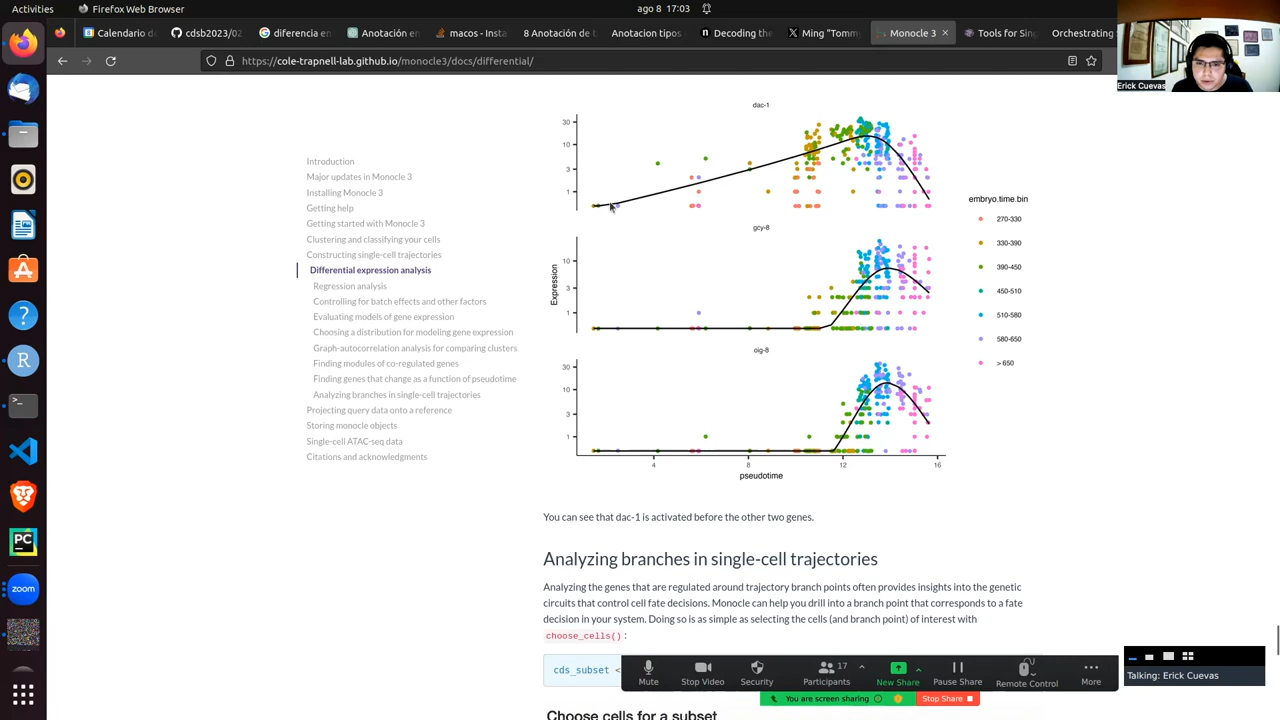 Activities
Firefox Web Browser
ago 8 17:03
Calendario d
cdsb2023/02
diferencia en
Anotación en
macos - Insta
8 Anotación de t
Anotacion tipos
Decoding the
Ming "Tomm
Monocle 3
Tools for Sing
Orchestrating S
https://cole-trapnell-lab.github.io/monocle3/docs/differential/
Erick Cuevas
Introduction
Major updates in Monocle 3
Installing Monocle 3
Getting help
Getting started with Monocle 3
Clustering and classifying your cells
Constructing single-cell trajectories
Differential expression analysis
Regression analysis
Controlling for batch effects and other factors
Evaluating models of gene expression
Choosing a distribution for modeling gene expression
Graph-autocorrelation analysis for comparing clusters
Finding modules of co-regulated genes
Finding genes that change as a function of pseudotime
Analyzing branches in single-cell trajectories
Projecting query data onto a reference
Storing monocle objects
Single-cell ATAC-seq data
Citations and acknowledgments
dac-1
30
10
3
1
gcy-8
10
3
1
oig-8
30
10
3
1
Expression
4
8
12
16
pseudotime
embryo.time.bin
270-330
330-390
390-450
450-510
510-580
580-650
> 650
You can see that dac-1 is activated before the other two genes.
Analyzing branches in single-cell trajectories
Analyzing the genes that are regulated around trajectory branch points often provides insights into the genetic
circuits that control cell fate decisions. Monocle can help you drill into a branch point that corresponds to a fate
decision in your system. Doing so is as simple as selecting the cells (and branch point) of interest with
choose_cells() :
cds_subset <
Choose cells for a subset
Mute
Stop Video
Security
17
Participants
New Share
Pause Share
Remote Control
More
You are screen sharing
Stop Share
Talking: Erick Cuevas
R
PC
zoom